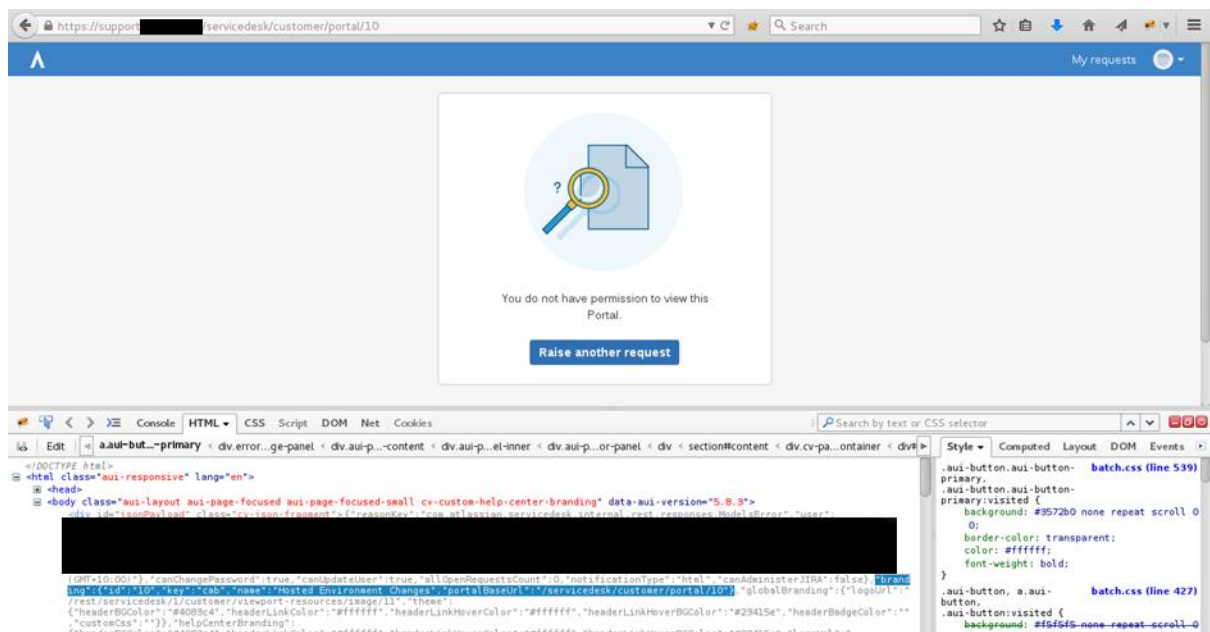 https://support
/servicedesk/customer/portal/10
Search
My requests
?
You do not have permission to view this
Portal.
Raise another request
Console HTML CSS Script DOM Net Cookies
Search by text or CSS selector
Edit a.aui-but...-primary < div.error...ge-panel < div.aui-p...-content < div.aui-p...el-inner < div.aui-p...or-panel < div < section#content < div.cv-pa...ontainer < div#
Style Computed Layout DOM Events
<!DOCTYPE html>
<html class="aui-responsive" lang="en">
<head>
<body class="aui-layout aui-page-focused aui-page-focused-small cv-custom-help-center-branding" data-aui-version="5.8.3">
<div id="jsonPayload" class="cv-json-fragment">{"reasonKey":"com.atlassian.servicedesk.internal.rest.responses.ModelsError","user":
(GMT+10:00)"},"canChangePassword":true,"canUpdateUser":true,"allOpenRequestsCount":0,"notificationType":"html","canAdministerJIRA":false},"brand
ing":{"id":"10","key":"cab","name":"Hosted Environment Changes","portalBaseUrl":"/servicedesk/customer/portal/10"},"globalBranding":{"logoUrl":"
/rest/servicedesk/1/customer/viewport-resources/image/11","theme":
{"headerBGColor":"#4083c4","headerLinkColor":"#ffffff","headerLinkHoverColor":"#ffffff","headerLinkHoverBGColor":"#23415e","headerBadgeColor":""
,"customCss":""}},"helpCenterBranding":
.aui-button.aui-button- batch.css (line 539)
primary,
.aui-button.aui-button-
primary:visited {
background: #3572b0 none repeat scroll 0
0;
border-color: transparent;
color: #ffffff;
font-weight: bold;
}
.aui-button, a.aui- batch.css (line 427)
button,
.aui-button:visited {
background: #f5f5f5 none repeat scroll 0